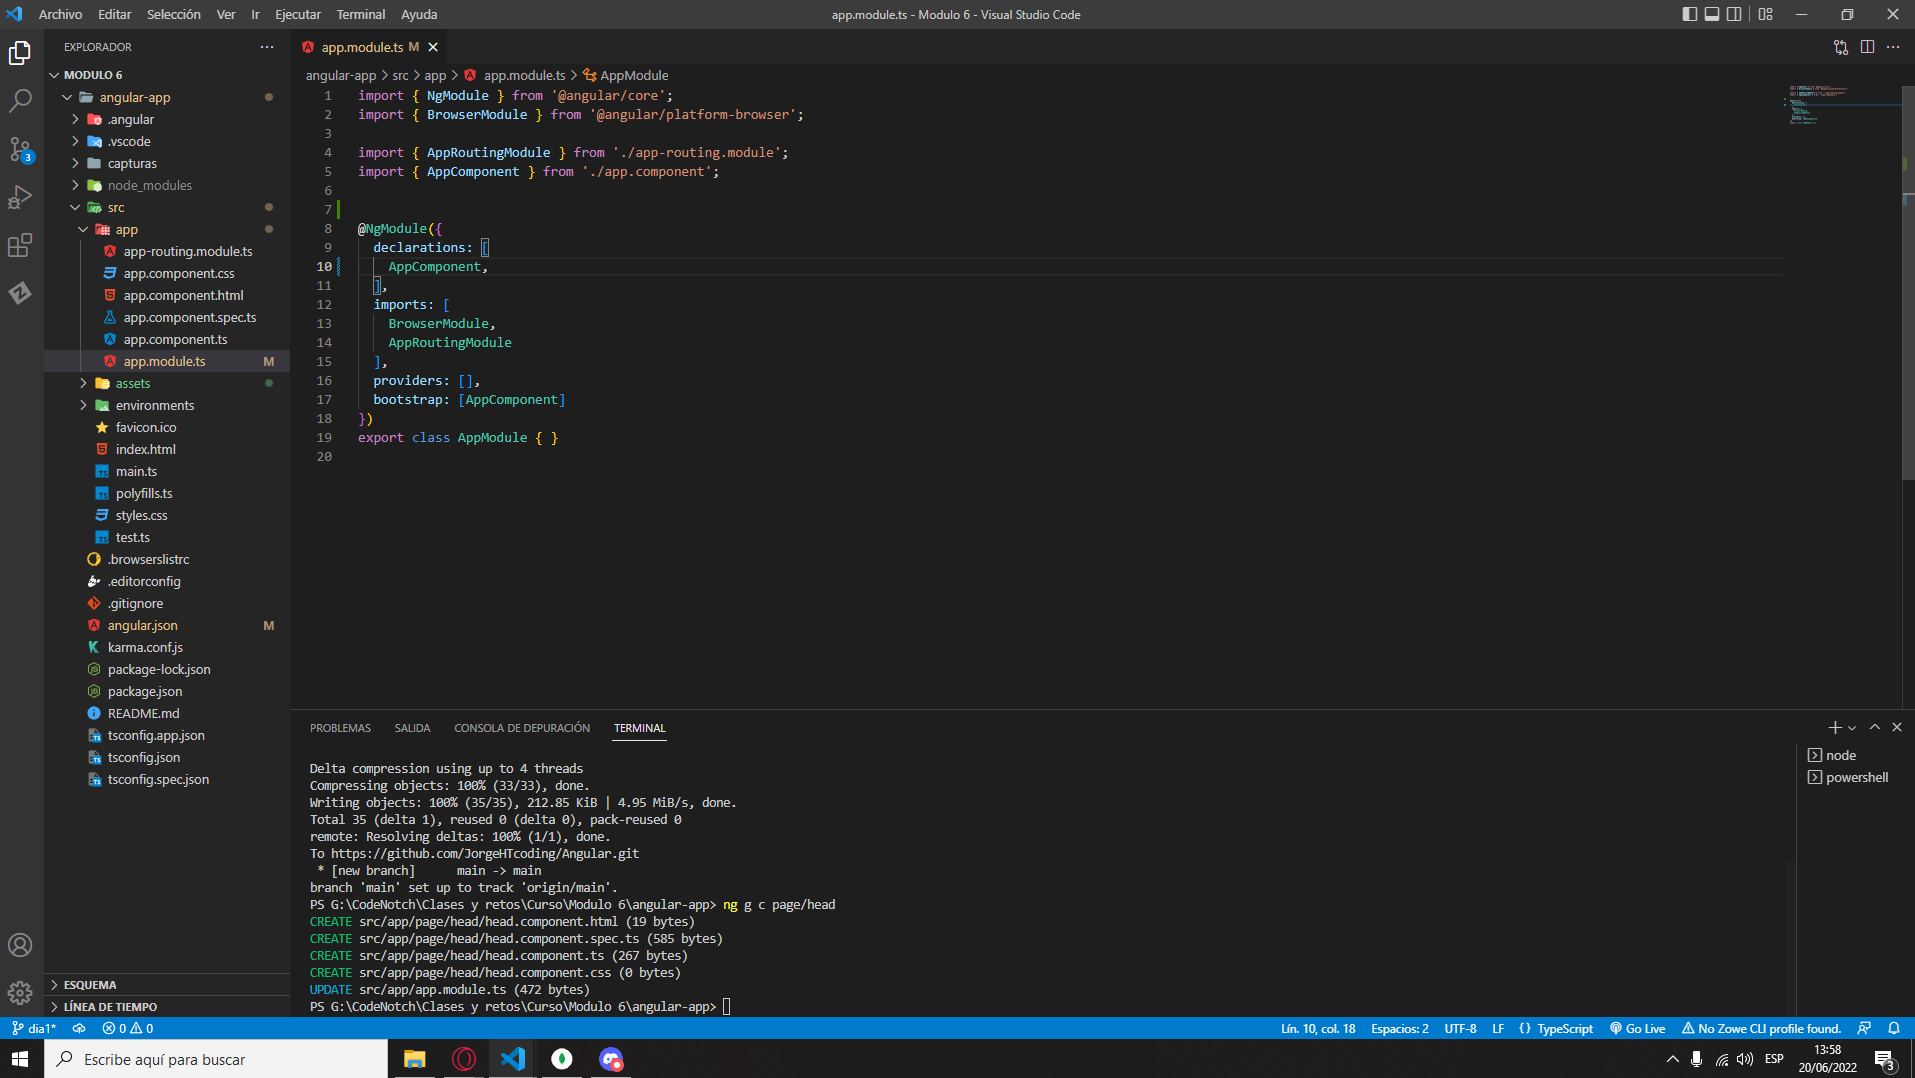 Archivo Editar Selección Ver Ir Ejecutar Terminal Ayuda
app.module.ts - Modulo 6 - Visual Studio Code
EXPLORADOR
MODULO 6
angular-app
.angular
.vscode
capturas
node_modules
src
app
app-routing.module.ts
app.component.css
app.component.html
app.component.spec.ts
app.component.ts
app.module.ts M
assets
environments
favicon.ico
index.html
main.ts
polyfills.ts
styles.css
test.ts
.browserslistrc
.editorconfig
.gitignore
angular.json M
karma.conf.js
package-lock.json
package.json
README.md
tsconfig.app.json
tsconfig.json
tsconfig.spec.json
ESQUEMA
LÍNEA DE TIEMPO
3
app.module.ts M
angular-app > src > app > app.module.ts > AppModule
1 import { NgModule } from '@angular/core';
2 import { BrowserModule } from '@angular/platform-browser';
3
4 import { AppRoutingModule } from './app-routing.module';
5 import { AppComponent } from './app.component';
6
7
8 @NgModule({
9 declarations: [
10 AppComponent,
11 ],
12 imports: [
13 BrowserModule,
14 AppRoutingModule
15 ],
16 providers: [],
17 bootstrap: [AppComponent]
18 })
19 export class AppModule { }
20
PROBLEMAS SALIDA CONSOLA DE DEPURACIÓN TERMINAL
Delta compression using up to 4 threads
Compressing objects: 100% (33/33), done.
Writing objects: 100% (35/35), 212.85 KiB | 4.95 MiB/s, done.
Total 35 (delta 1), reused 0 (delta 0), pack-reused 0
remote: Resolving deltas: 100% (1/1), done.
To https://github.com/JorgeHTcoding/Angular.git
* [new branch] main -> main
branch 'main' set up to track 'origin/main'.
PS G:\CodeNotch\Clases y retos\Curso\Modulo 6\angular-app> ng g c page/head
CREATE src/app/page/head/head.component.html (19 bytes)
CREATE src/app/page/head/head.component.spec.ts (585 bytes)
CREATE src/app/page/head/head.component.ts (267 bytes)
CREATE src/app/page/head/head.component.css (0 bytes)
UPDATE src/app/app.module.ts (472 bytes)
PS G:\CodeNotch\Clases y retos\Curso\Modulo 6\angular-app>
node
powershell
dia1* 0 0 Lín. 10, col. 18 Espacios: 2 UTF-8 LF {} TypeScript Go Live No Zowe CLI profile found.
Escribe aquí para buscar
ESP
13:58
20/06/2022
3